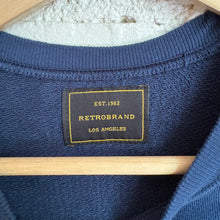 EST. 1962
RETROBRAND
LOS ANGELES